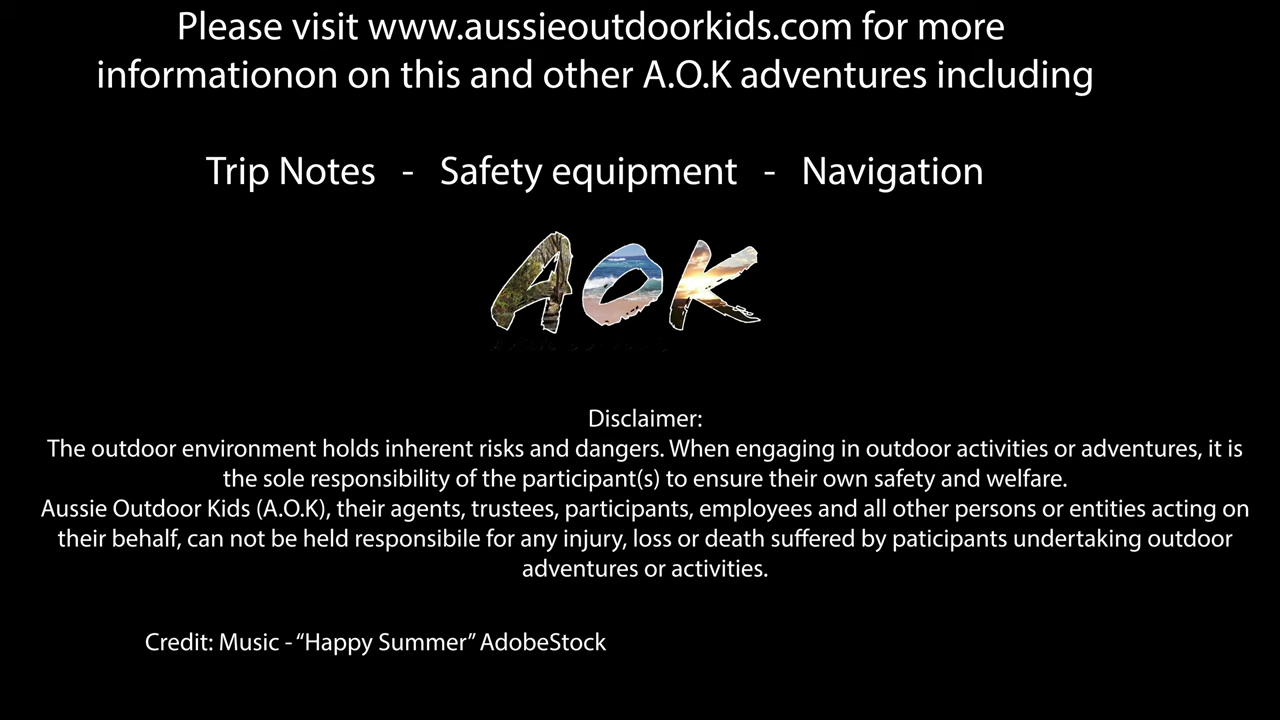 Please visit www.aussieoutdoorkids.com for more
informationon on this and other A.O.K adventures including
Trip Notes - Safety equipment - Navigation
AOK
Disclaimer:
The outdoor environment holds inherent risks and dangers. When engaging in outdoor activities or adventures, it is
the sole responsibility of the participant(s) to ensure their own safety and welfare.
Aussie Outdoor Kids (A.O.K), their agents, trustees, participants, employees and all other persons or entities acting on
their behalf, can not be held responsibile for any injury, loss or death suffered by paticipants undertaking outdoor
adventures or activities.
Credit: Music - “Happy Summer” AdobeStock